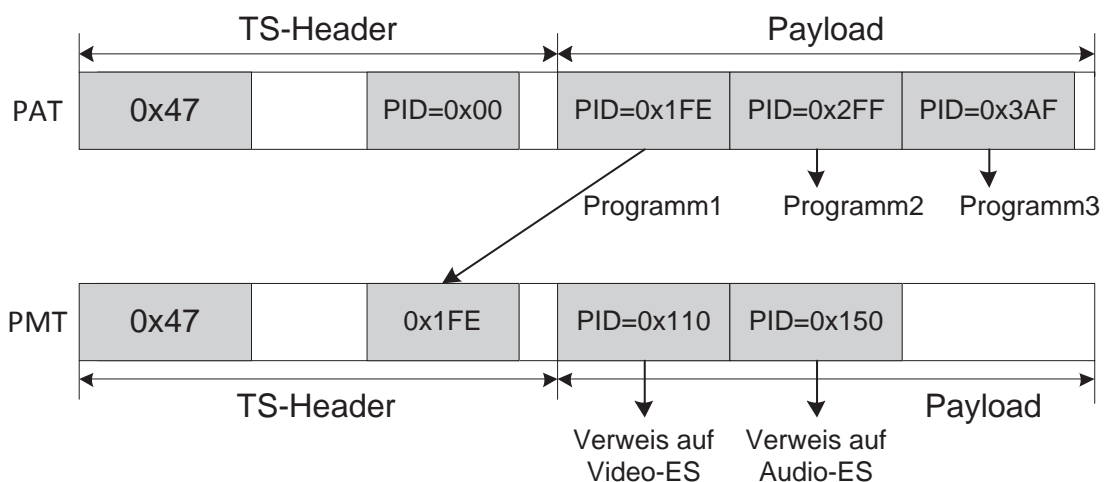 TS-Header Payload
PAT 0x47 PID=0x00 PID=0x1FE PID=0x2FF PID=0x3AF
Programm1 Programm2 Programm3
PMT 0x47 0x1FE PID=0x110 PID=0x150
TS-Header Payload
Verweis auf Verweis auf
Video-ES Audio-ES